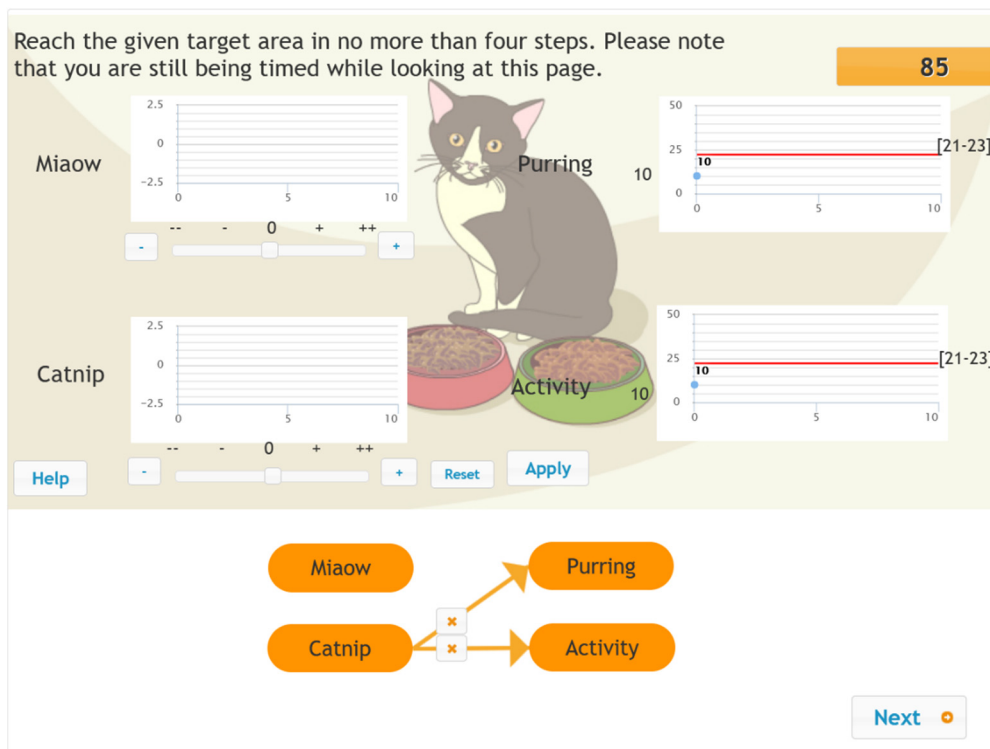 Reach the given target area in no more than four steps. Please note
that you are still being timed while looking at this page.
85
2.5
0
-2.5
0 5 10
Miaow
-- - 0 + ++
- +
Purring
10
50
25
0
10
[21-23]
0 5 10
2.5
0
-2.5
0 5 10
Catnip
-- - 0 + ++
- +
Activity
10
50
25
0
10
[21-23]
0 5 10
Help
Reset
Apply
Miaow
Purring
Catnip
Activity
Next